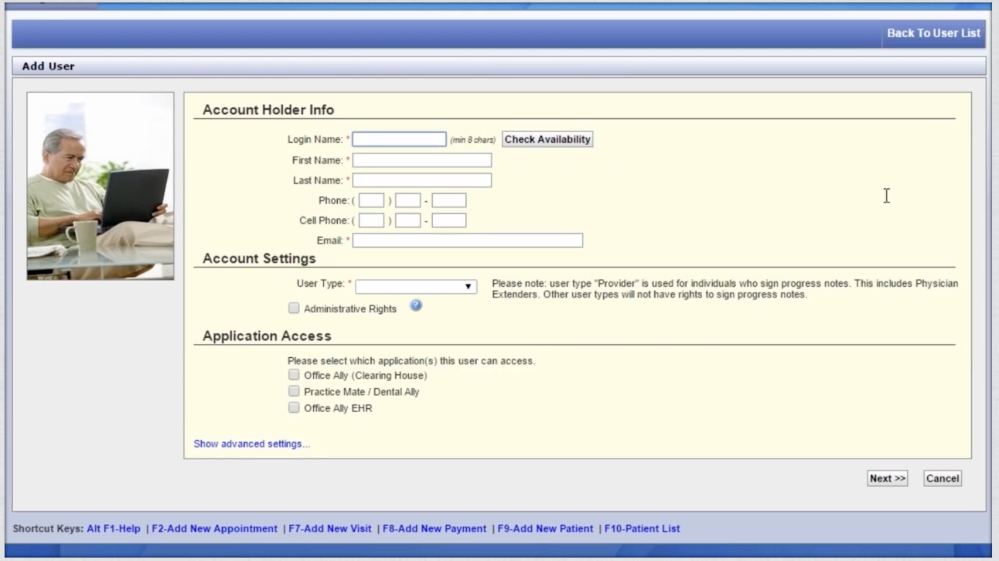 Back To User List
Add User
Account Holder Info
Login Name: * (min 8 chars) Check Availability
First Name: *
Last Name: *
Phone: ( ) -
Cell Phone: ( ) -
Email: *
Account Settings
User Type: * Please note: user type "Provider" is used for individuals who sign progress notes. This includes Physician
Extenders. Other user types will not have rights to sign progress notes.
Administrative Rights ?
Application Access
Please select which application(s) this user can access.
Office Ally (Clearing House)
Practice Mate / Dental Ally
Office Ally EHR
Show advanced settings...
Next >> Cancel
Shortcut Keys: Alt F1-Help | F2-Add New Appointment | F7-Add New Visit | F8-Add New Payment | F9-Add New Patient | F10-Patient List